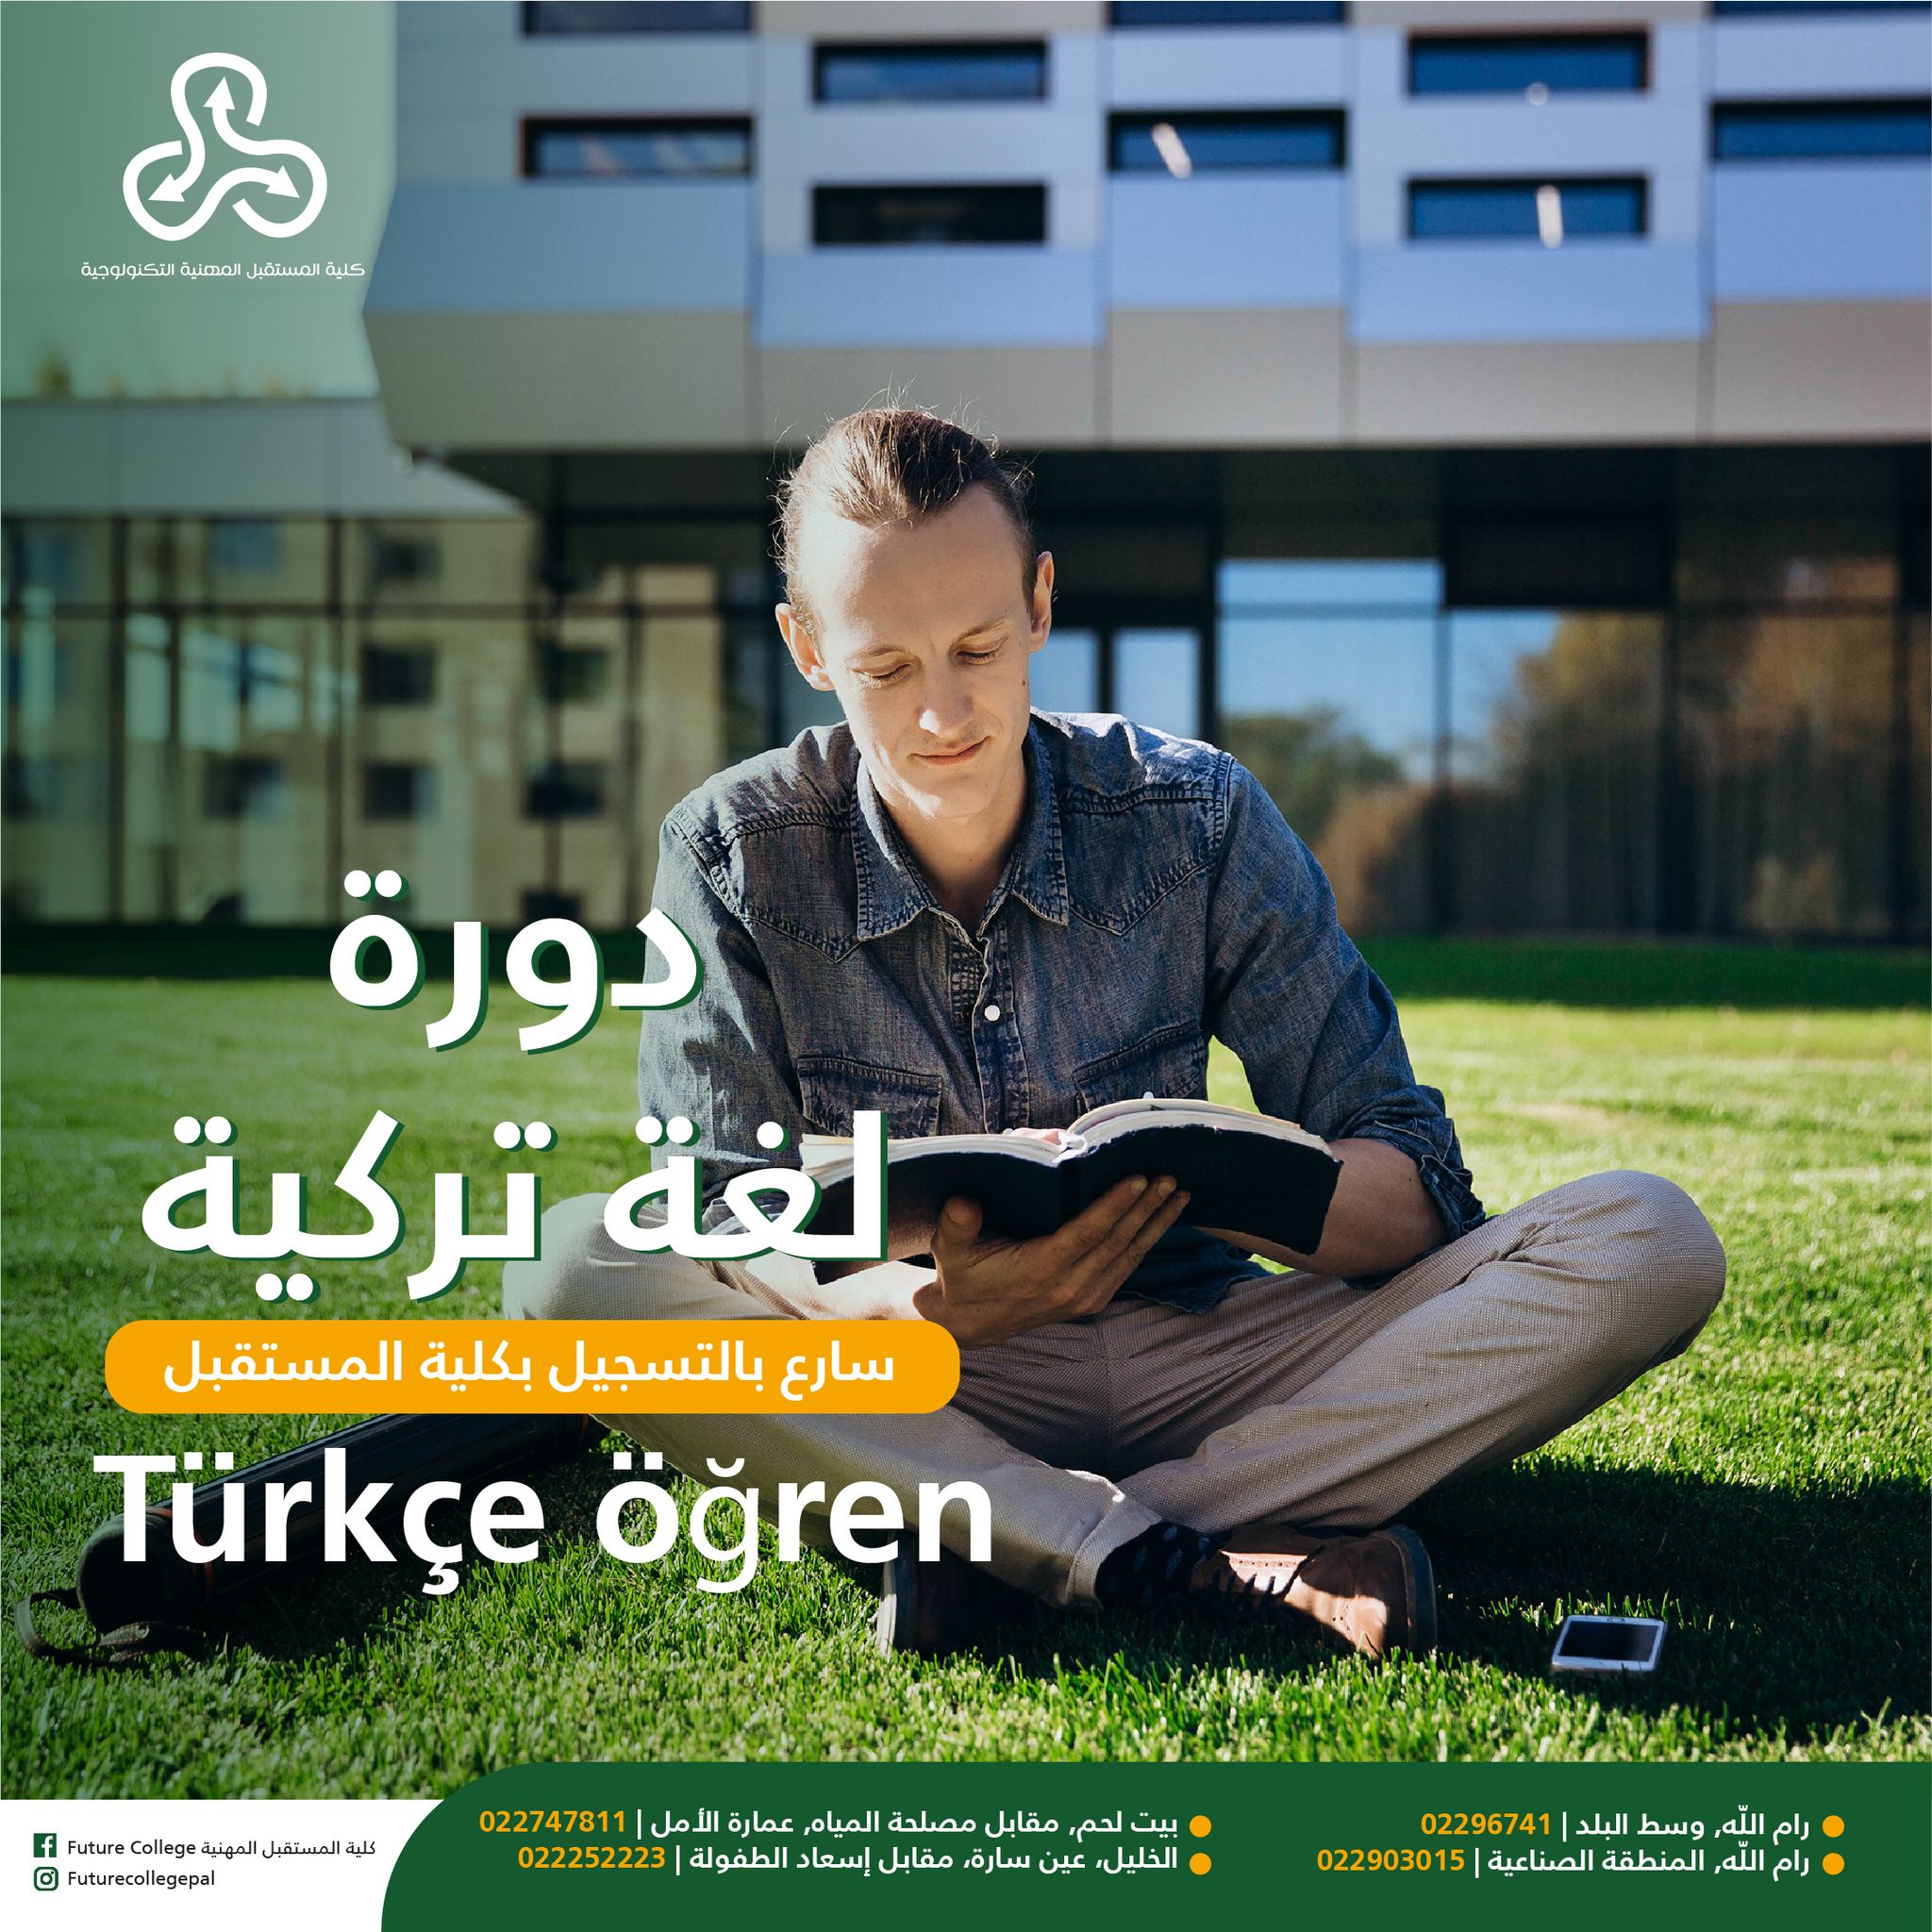 كلية المستقبل المهنية التكنولوجية
دورة
لغة تركية
سارع بالتسجيل بكلية المستقبل
Türkçe öğren
رام الله, وسط البلد | 02296741
رام الله, المنطقة الصناعية | 022903015
بيت لحم, مقابل مصلحة المياه, عمارة الأمل | 022747811
الخليل، عين سارة، مقابل إسعاد الطفولة | 022252223
Future College كلية المستقبل المهنية
Futurecollegepal